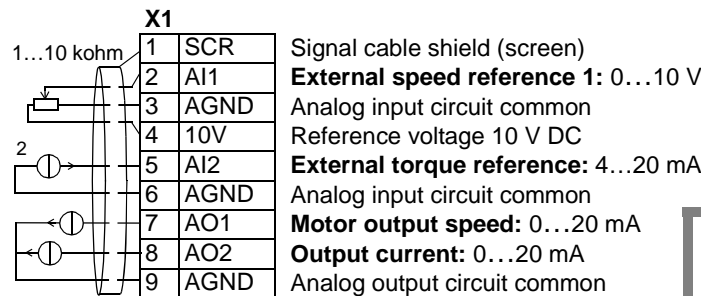 X1
1…10 kohm 1 SCR Signal cable shield (screen)
2 AI1 External speed reference 1: 0…10 V
3 AGND Analog input circuit common
4 10V Reference voltage 10 V DC
2 5 AI2 External torque reference: 4…20 mA
6 AGND Analog input circuit common
7 AO1 Motor output speed: 0…20 mA
8 AO2 Output current: 0…20 mA
9 AGND Analog output circuit common